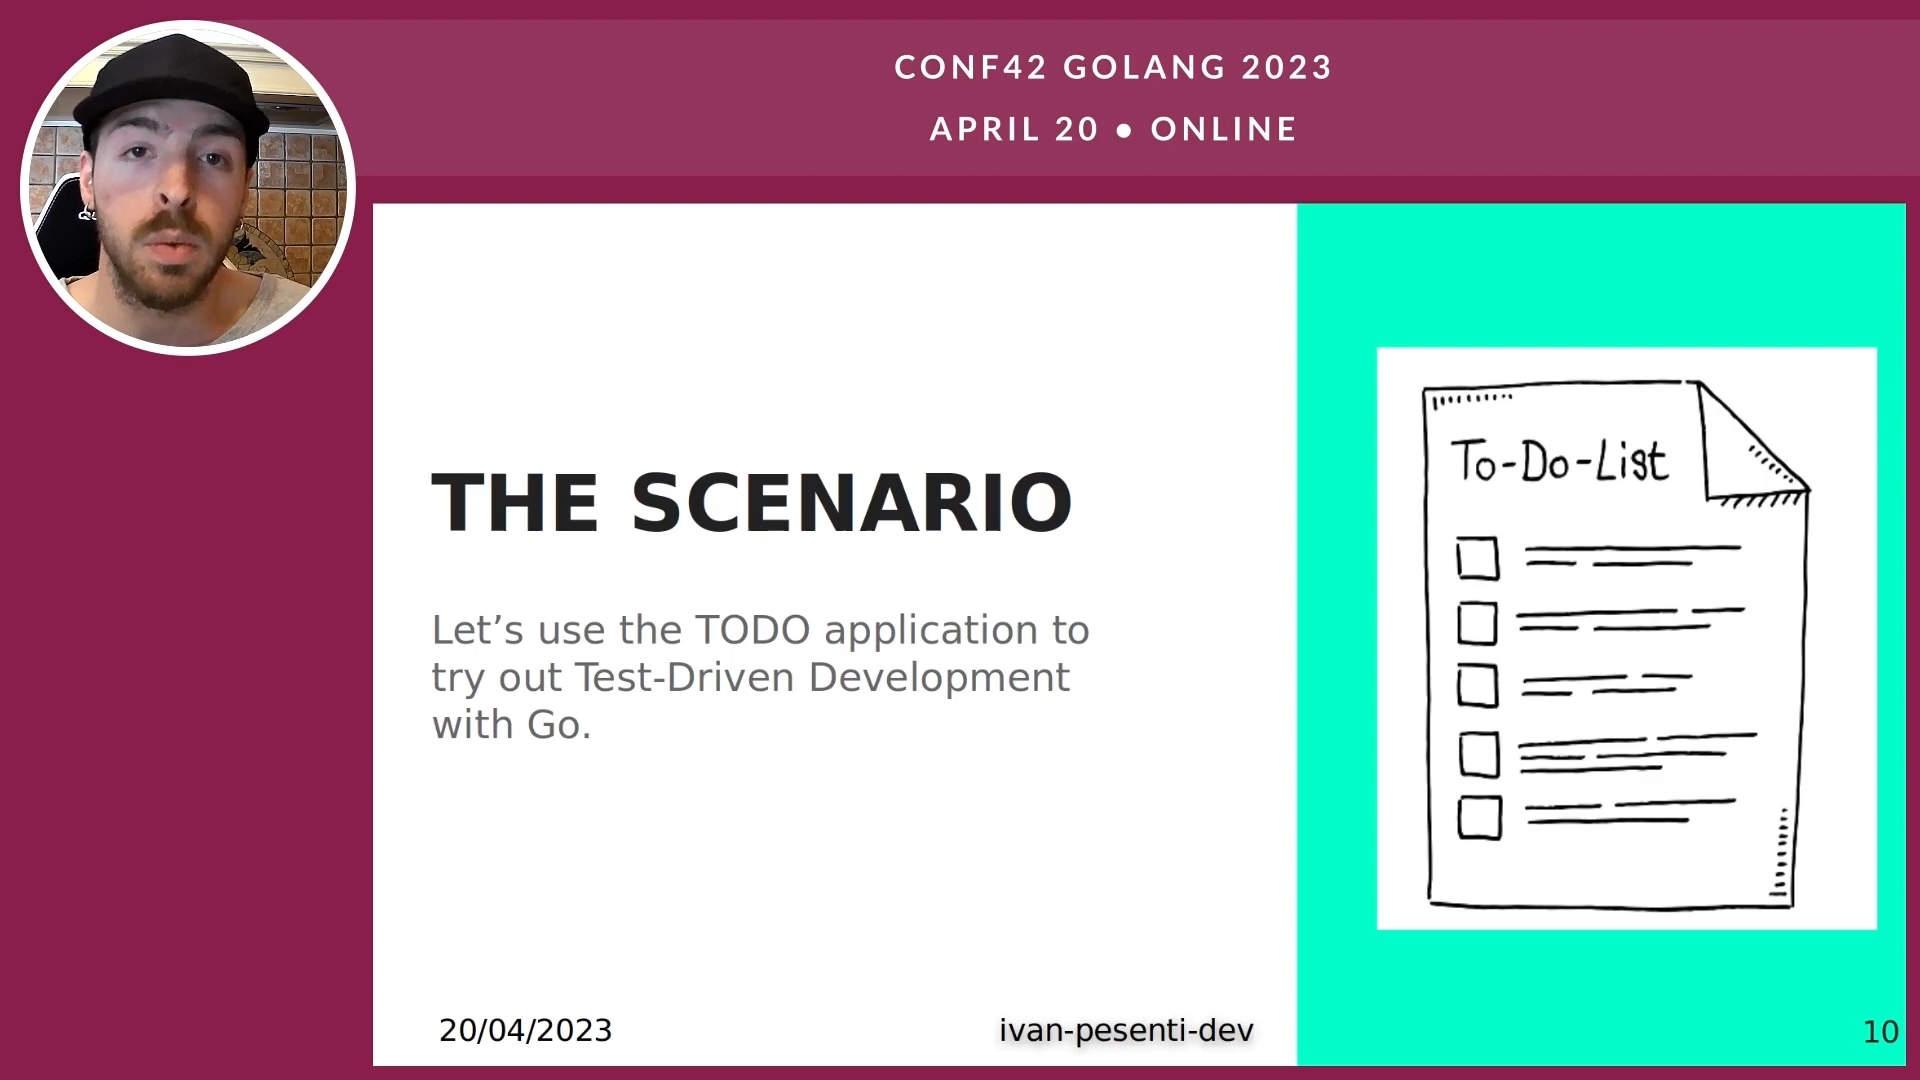 CONF42 GOLANG 2023
APRIL 20 ● ONLINE
THE SCENARIO
Let’s use the TODO application to
try out Test-Driven Development
with Go.
To-Do-List
20/04/2023
ivan-pesenti-dev
10